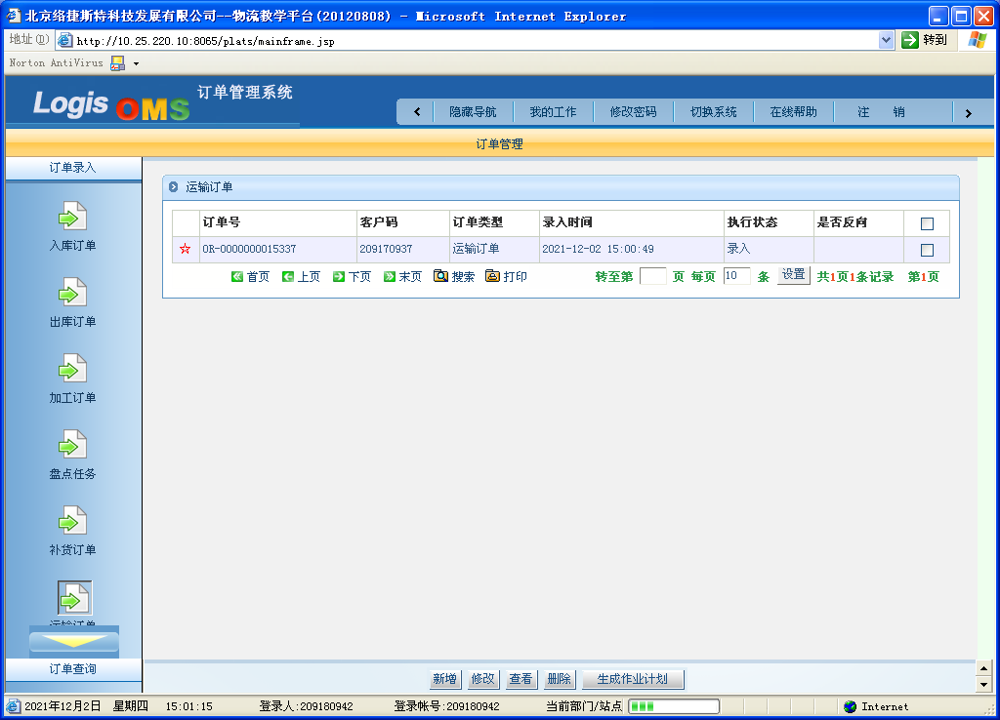 北京络捷斯特科技发展有限公司--物流教学平台(20120808) - Microsoft Internet Explorer
地址(D) http://10.25.220.10:8065/plats/mainframe.jsp 转到
Norton AntiVirus
Logis OMS 订单管理系统
隐藏导航 我的工作 修改密码 切换系统 在线帮助 注 销
订单管理
订单录入
入库订单
出库订单
加工订单
盘点任务
补货订单
运输订单
订单查询
运输订单
订单号 客户码 订单类型 录入时间 执行状态 是否反向
☆ OR-0000000015337 209170937 运输订单 2021-12-02 15:00:49 录入
首页 上页 下页 末页 搜索 打印 转至第 页 每页 10 条 设置 共1页1条记录 第1页
新增 修改 查看 删除 生成作业计划
2021年12月2日 星期四 15:01:15 登录人:209180942 登录帐号:209180942 当前部门/站点 Internet